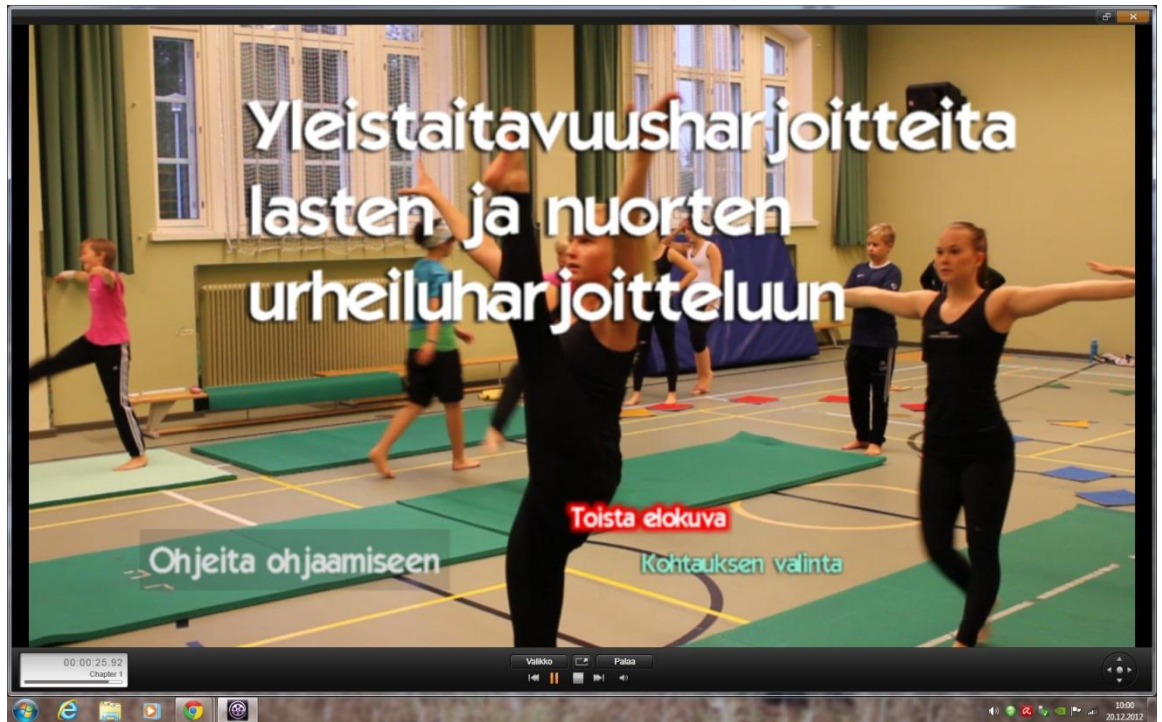 Yleistaitavuusharjoitteita
lasten ja nuorten
urheiluharjoitteluun
Toista elokuva
Ohjeita ohjaamiseen
Kohtauksen valinta
00:00:25.92
Chapter 1
Valikko
Palaa
10:00
20.12.2012